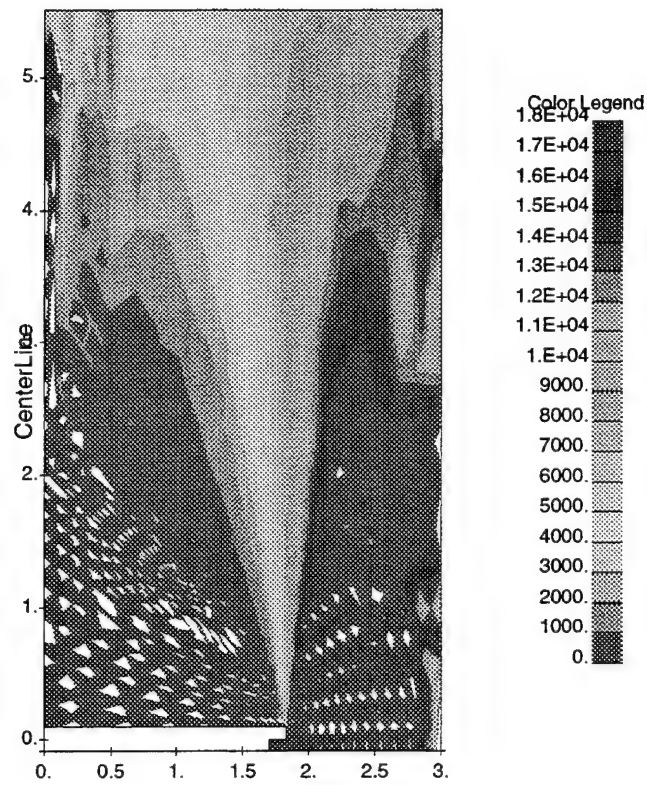 5.
4.
3.
2.
1.
0.
CenterLine
0.
0.5
1.
1.5
2.
2.5
3.
Color Legend
1.8E+04
1.7E+04
1.6E+04
1.5E+04
1.4E+04
1.3E+04
1.2E+04
1.1E+04
1.E+04
9000.
8000.
7000.
6000.
5000.
4000.
3000.
2000.
1000.
0.